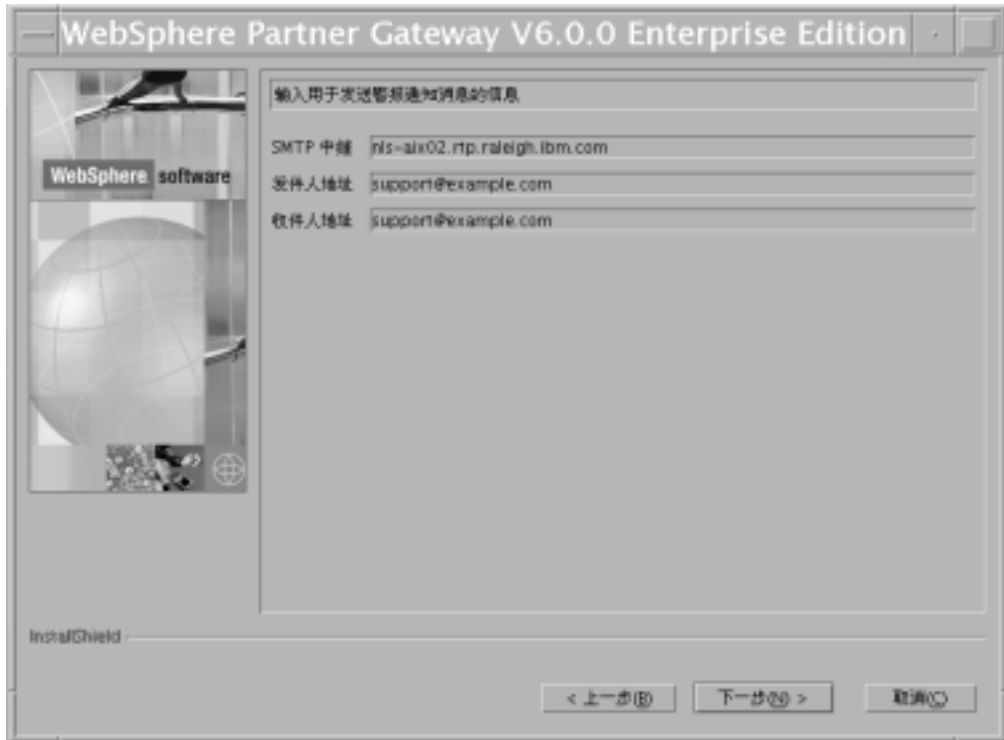 WebSphere Partner Gateway V6.0.0 Enterprise Edition
WebSphere software
输入用于发送警报通知消息的信息
SMTP 中继 nls-aix02.rtp.raleigh.ibm.com
发件人地址 support@example.com
收件人地址 support@example.com
InstallShield
< 上一步(B)
下一步(N) >
取消(C)